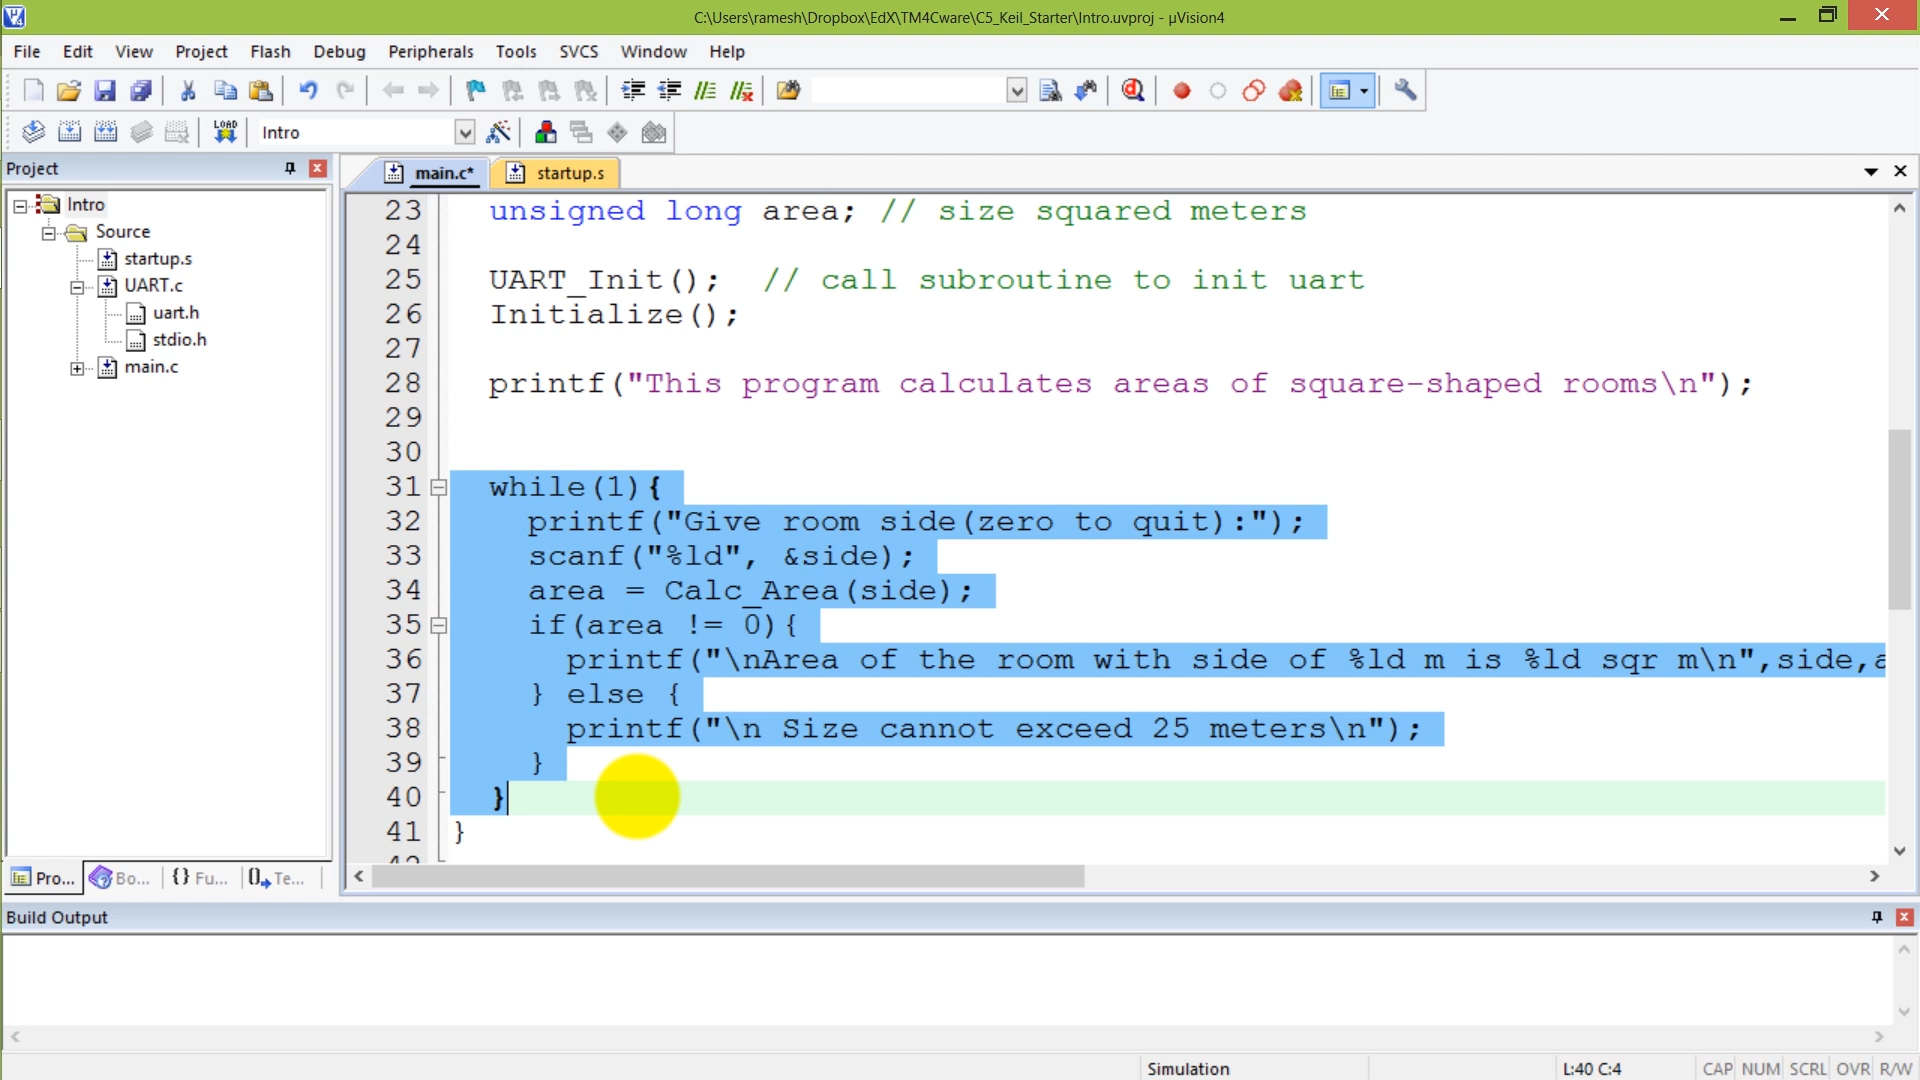 C:\Users\ramesh\Dropbox\EdX\TM4Cware\C5_Keil_Starter\Intro.uvproj - µVision4
File Edit View Project Flash Debug Peripherals Tools SVCS Window Help
LOAD Intro
Project
main.c* startup.s
Intro
Source
startup.s
UART.c
uart.h
stdio.h
main.c
23 unsigned long area; // size squared meters
24
25 UART_Init(); // call subroutine to init uart
26 Initialize();
27
28 printf("This program calculates areas of square-shaped rooms\n");
29
30
31 while(1){
32 printf("Give room side(zero to quit):");
33 scanf("%ld", &side);
34 area = Calc_Area(side);
35 if(area != 0){
36 printf("\nArea of the room with side of %ld m is %ld sqr m\n",side,a
37 } else {
38 printf("\n Size cannot exceed 25 meters\n");
39 }
40 }
41 }
42
Pro... Bo... {} Fu... Te...
Build Output
Simulation L:40 C:4 CAP NUM SCRL OVR R/W